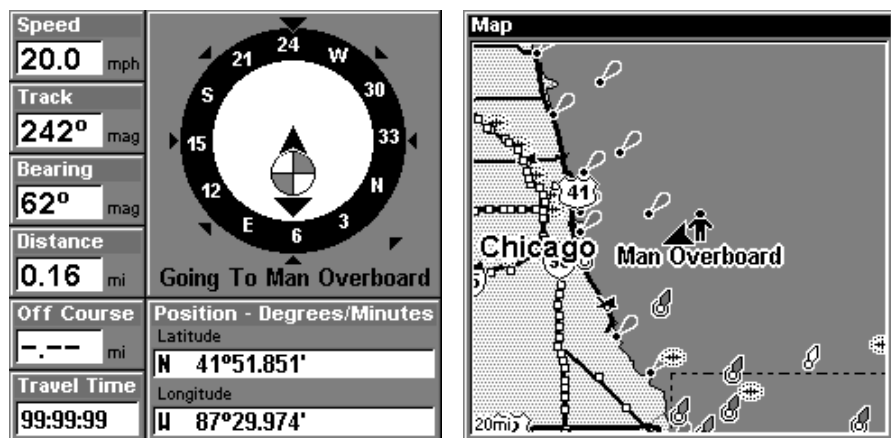 Speed
20.0 mph
Track
242º mag
Bearing
62º mag
Distance
0.16 mi
Off Course
-.-- mi
Travel Time
99:99:99
24
W
30
33
N
3
6
E
12
15
S
21
Going To Man Overboard
Position - Degrees/Minutes
Latitude
N 41º51.851'
Longitude
W 87º29.974'
Map
41
Chicago
Man Overboard
20mi